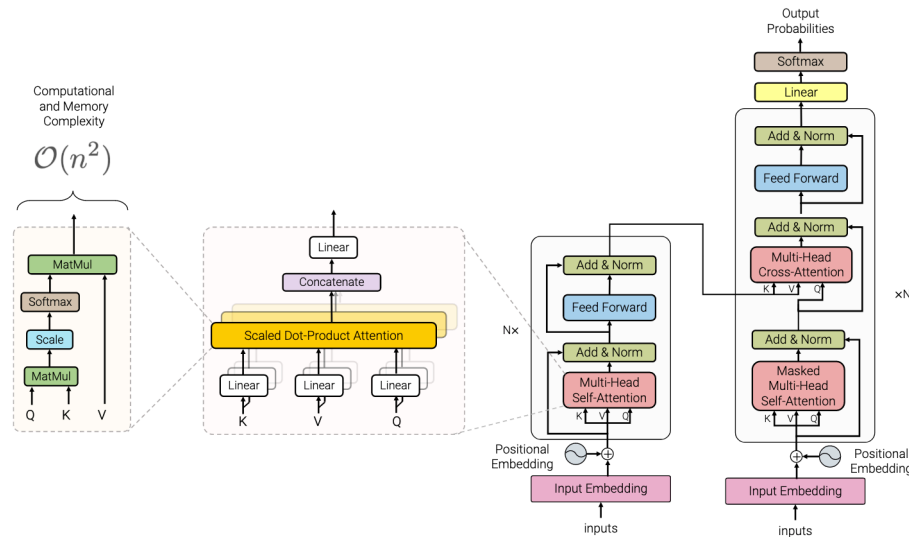 Computational
and Memory
Complexity
O(n²)
MatMul
Softmax
Scale
MatMul
Q K V
Linear
Concatenate
Scaled Dot-Product Attention
Linear Linear Linear
K V Q
N×
Add & Norm
Feed Forward
Add & Norm
Multi-Head
Self-Attention
K V Q
Positional
Embedding
Input Embedding
inputs
Output
Probabilities
Softmax
Linear
Add & Norm
Feed Forward
Add & Norm
Multi-Head
Cross-Attention
K V Q
×N
Add & Norm
Masked
Multi-Head
Self-Attention
K V Q
Positional
Embedding
Input Embedding
inputs